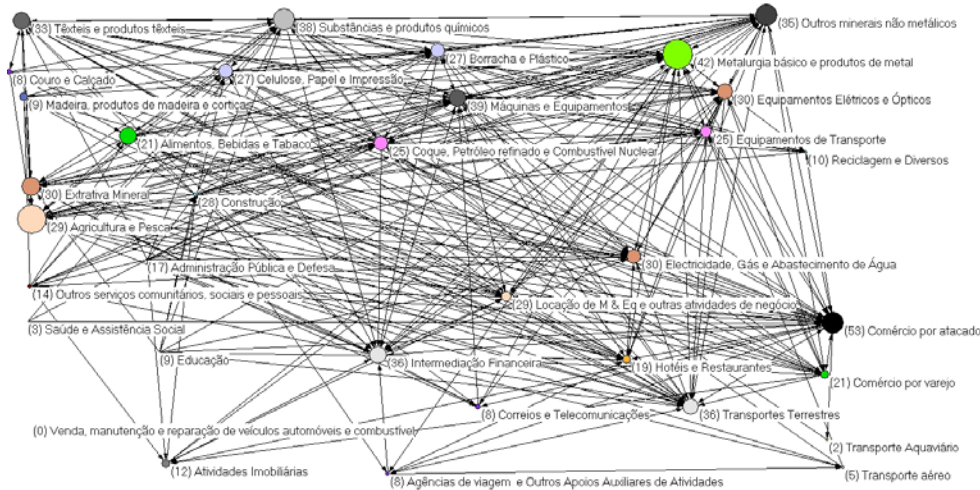 (33) Têxteis e produtos têxteis
(38) Substâncias e produtos químicos
(35) Outros minerais não metálicos
(27) Borracha e Plástico
(42) Metalurgia básico e produtos de metal
(8) Couro e Calçado
(27) Celulose, Papel e Impressão
(9) Madeira, produtos de madeira e cortiça
(39) Máquinas e Equipamentos
(30) Equipamentos Elétricos e Ópticos
(21) Alimentos, Bebidas e Tabaco
(25) Coque, Petróleo refinado e Combustível Nuclear
(25) Equipamentos de Transporte
(10) Reciclagem e Diversos
(30) Extrativa Mineral
(28) Construção
(29) Agricultura e Pesca
(17) Administração Pública e Defesa
(30) Electricidade, Gás e Abastecimento de Água
(14) Outros serviços comunitários, sociais e pessoais
(29) Locação de M & Eq e outras atividades de negócio
(3) Saúde e Assistência Social
(53) Comércio por atacado
(9) Educação
(36) Intermediação Financeira
(19) Hotéis e Restaurantes
(21) Comércio por varejo
(8) Correios e Telecomunicações
(36) Transportes Terrestres
(0) Venda, manutenção e reparação de veículos automóveis e combustível
(2) Transporte Aquaviário
(12) Atividades Imobiliárias
(8) Agências de viagem e Outros Apoios Auxiliares de Atividades
(5) Transporte aéreo